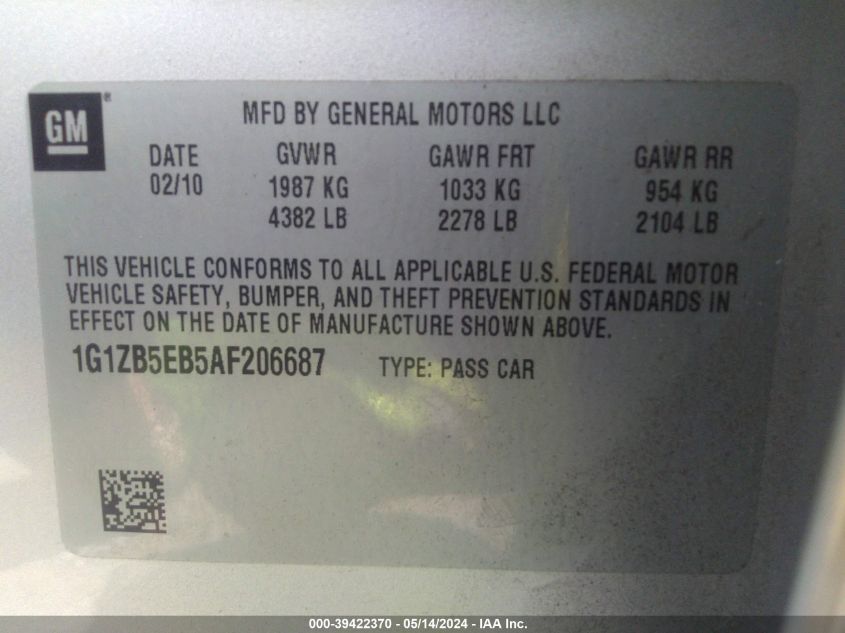 GM ®
MFD BY GENERAL MOTORS LLC
DATE GVWR GAWR FRT GAWR RR
02/10 1987 KG 1033 KG 954 KG
4382 LB 2278 LB 2104 LB
THIS VEHICLE CONFORMS TO ALL APPLICABLE U.S. FEDERAL MOTOR
VEHICLE SAFETY, BUMPER, AND THEFT PREVENTION STANDARDS IN
EFFECT ON THE DATE OF MANUFACTURE SHOWN ABOVE.
1G1ZB5EB5AF206687 TYPE: PASS CAR
000-39422370 - 05/14/2024 - IAA Inc.